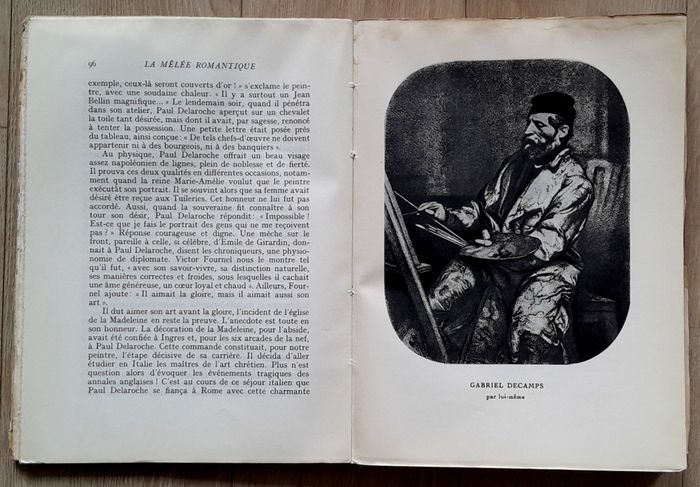 96
LA MÊLÉE ROMANTIQUE
exemple, ceux-là seront couverts d'or ! » s'exclame le pein-
tre, avec une soudaine chaleur. « Il y a surtout un Jean
Bellin magnifique... » Le lendemain soir, quand il pénétra
dans son atelier, Paul Delaroche aperçut sur un chevalet
la toile tant désirée, mais dont il avait, par sagesse, renoncé
à tenter la possession. Une petite lettre était posée près
du tableau, ainsi conçue : « De tels chefs-d'œuvre ne doivent
appartenir ni à des bourgeois, ni à des banquiers ».
Au physique, Paul Delaroche offrait un beau visage
assez napoléonien de lignes, plein de noblesse et de fierté.
Il prouva ces deux qualités en différentes occasions, notam-
ment quand la reine Marie-Amélie voulut que le peintre
exécutât son portrait. Il se souvint alors que sa femme avait
désiré être reçue aux Tuileries. Cet honneur ne lui fut pas
accordé. Aussi, quand la souveraine fit connaître à son
tour son désir, Paul Delaroche répondit : « Impossible !
Est-ce que je fais le portrait des gens qui ne me reçoivent
pas ? » Réponse courageuse et digne. Une mèche sur le
front, pareille à celle, si célèbre, d'Emile de Girardin, don-
nait à Paul Delaroche, disent les chroniqueurs, une physio-
nomie de diplomate. Victor Fournel nous le montre tel
qu'il fut, « avec son savoir-vivre, sa distinction naturelle,
ses manières correctes et froides, sous lesquelles il cachait
une âme généreuse, un cœur loyal et chaud ». Ailleurs, Four-
nel ajoute : « Il aimait la gloire, mais il aimait aussi son
art ».
Il dut aimer son art avant la gloire, l'incident de l'église
de la Madeleine en reste la preuve. L'anecdote est toute en
son honneur. La décoration de la Madeleine, pour l'abside,
avait été confiée à Ingres et, pour les six arcades de la nef,
à Paul Delaroche. Cette commande constituait, pour notre
peintre, l'étape décisive de sa carrière. Il décida d'aller
étudier en Italie les maîtres de l'art chrétien. Plus n'est
question alors d'évoquer les événements tragiques des
annales anglaises ! C'est au cours de ce séjour italien que
Paul Delaroche se fiança à Rome avec cette charmante
GABRIEL DECAMPS
par lui-même